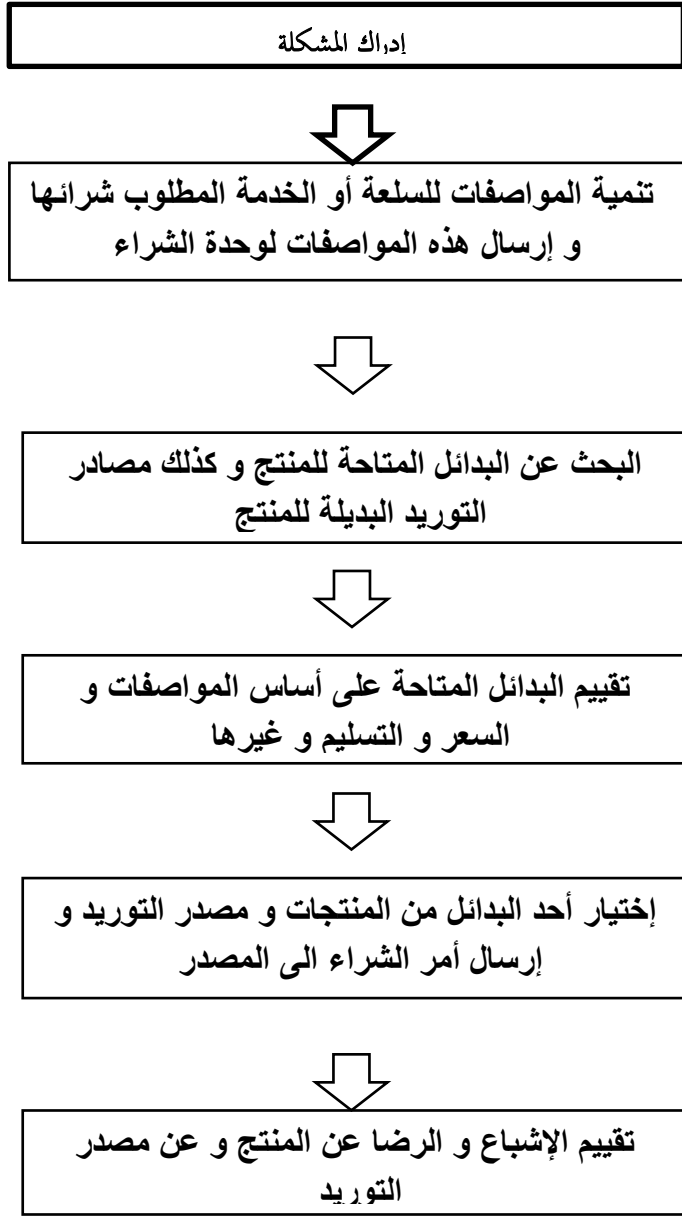 إدراك المشكلة
تنمية المواصفات للسلعة أو الخدمة المطلوب شرائها
و إرسال هذه المواصفات لوحدة الشراء
البحث عن البدائل المتاحة للمنتج و كذلك مصادر
التوريد البديلة للمنتج
تقييم البدائل المتاحة على أساس المواصفات و
السعر و التسليم و غيرها
إختيار أحد البدائل من المنتجات و مصدر التوريد و
إرسال أمر الشراء الى المصدر
تقييم الإشباع و الرضا عن المنتج و عن مصدر
التوريد